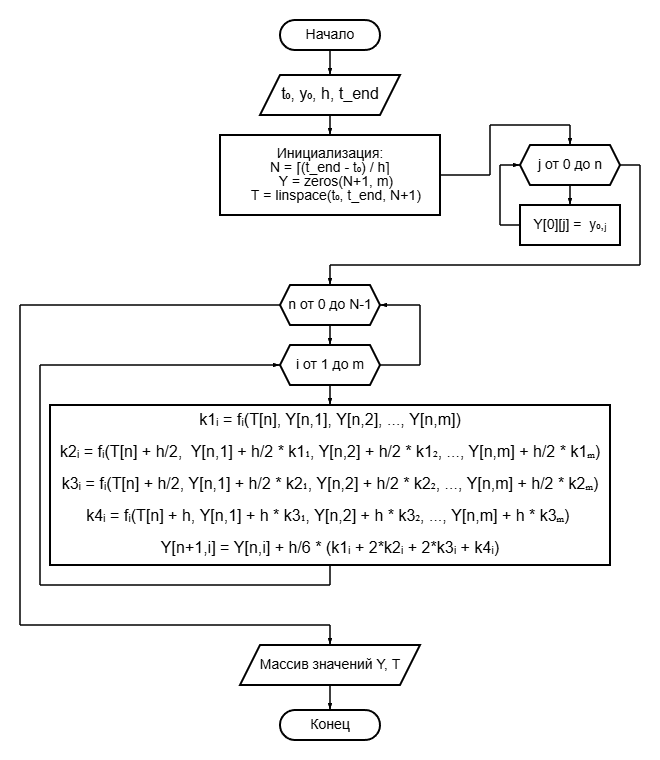 Начало
t₀, y₀, h, t_end
Инициализация:
N = ⌈(t_end - t₀) / h⌉
Y = zeros(N+1, m)
T = linspace(t₀, t_end, N+1)
j от 0 до n
Y[0][j] = y₀,ⱼ
n от 0 до N-1
i от 1 до m
k1ᵢ = fᵢ(T[n], Y[n,1], Y[n,2], ..., Y[n,m])
k2ᵢ = fᵢ(T[n] + h/2, Y[n,1] + h/2 * k1₁, Y[n,2] + h/2 * k1₂, ..., Y[n,m] + h/2 * k1ₘ)
k3ᵢ = fᵢ(T[n] + h/2, Y[n,1] + h/2 * k2₁, Y[n,2] + h/2 * k2₂, ..., Y[n,m] + h/2 * k2ₘ)
k4ᵢ = fᵢ(T[n] + h, Y[n,1] + h * k3₁, Y[n,2] + h * k3₂, ..., Y[n,m] + h * k3ₘ)
Y[n+1,i] = Y[n,i] + h/6 * (k1ᵢ + 2*k2ᵢ + 2*k3ᵢ + k4ᵢ)
Массив значений Y, T
Конец